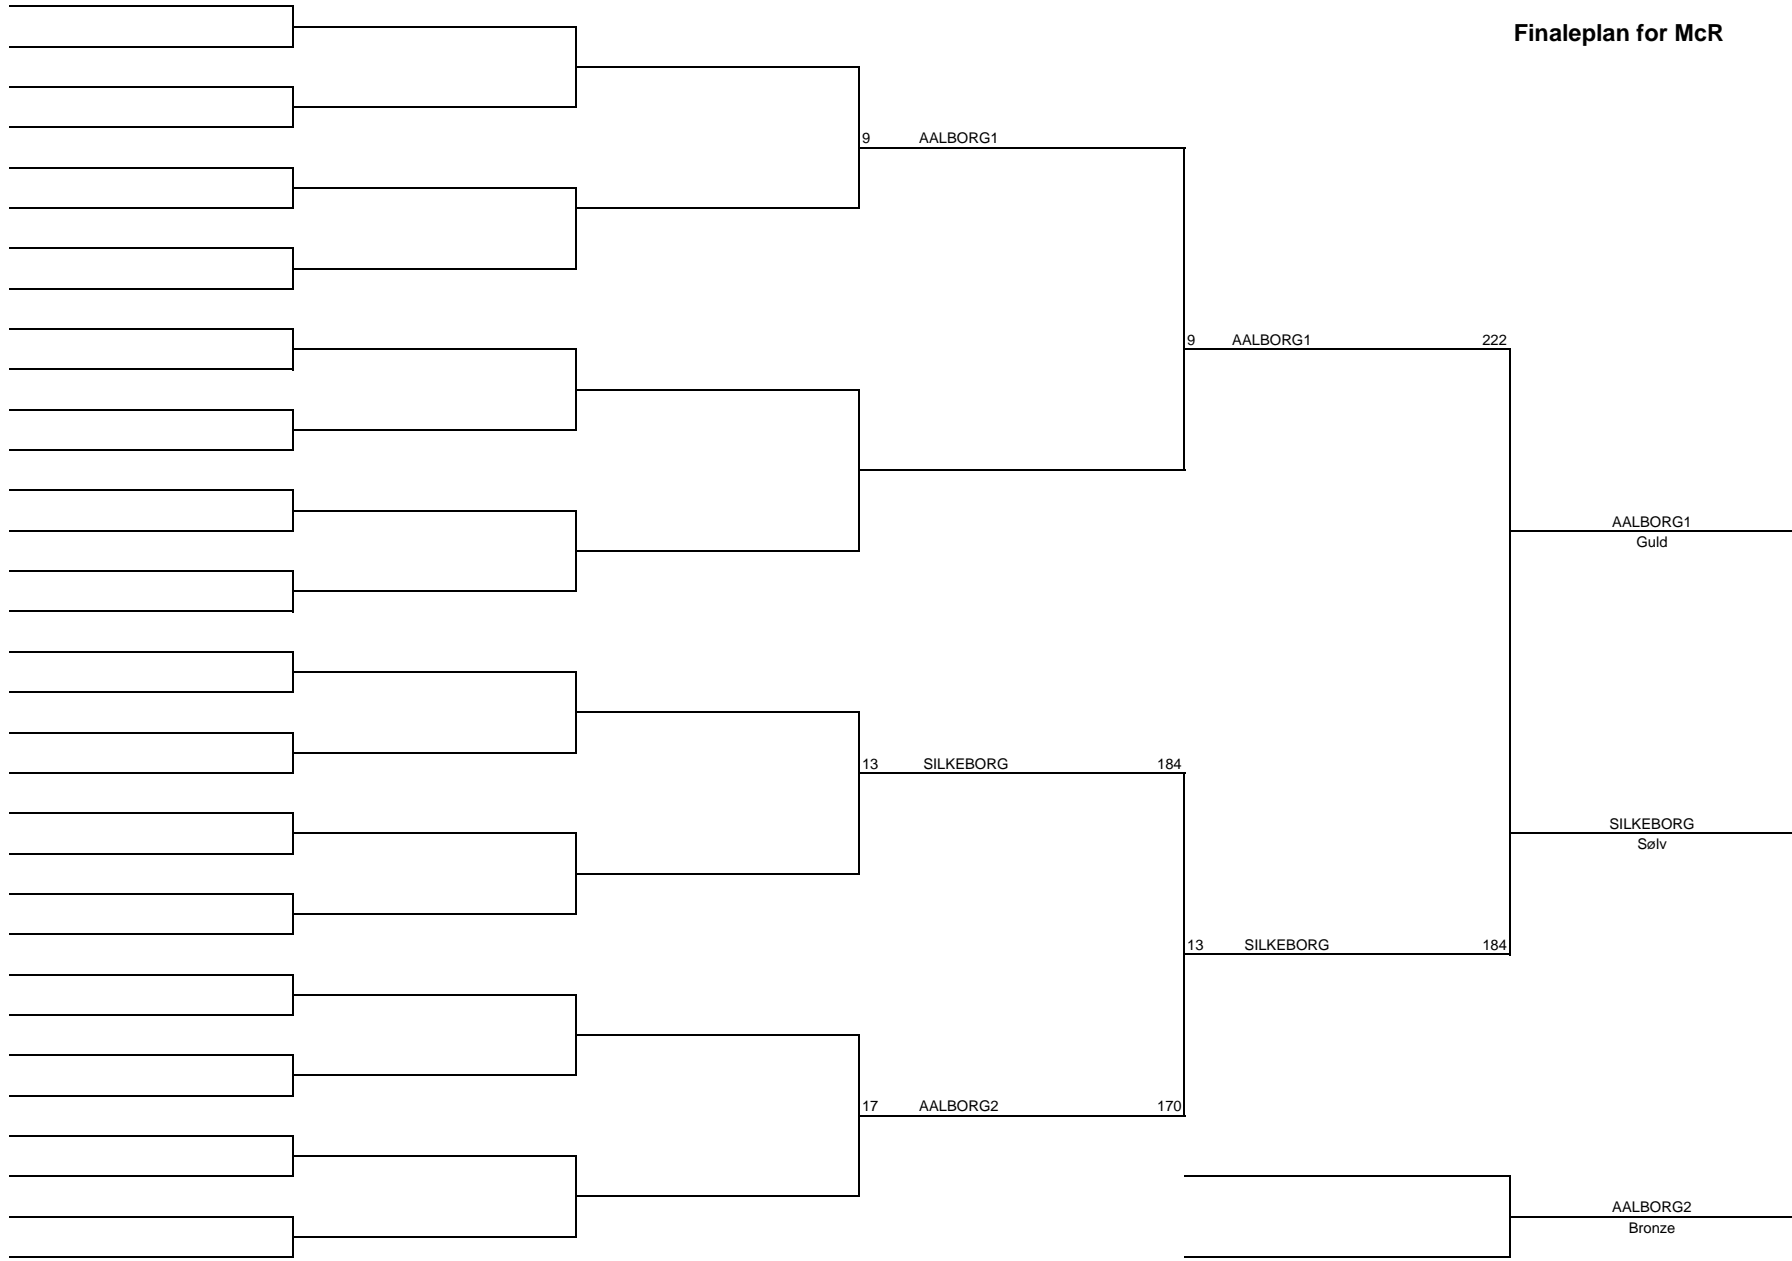 Finaleplan for McR
9 AALBORG1
9 AALBORG1 222
AALBORG1
Guld
13 SILKEBORG 184
SILKEBORG
Sølv
13 SILKEBORG 184
17 AALBORG2 170
AALBORG2
Bronze